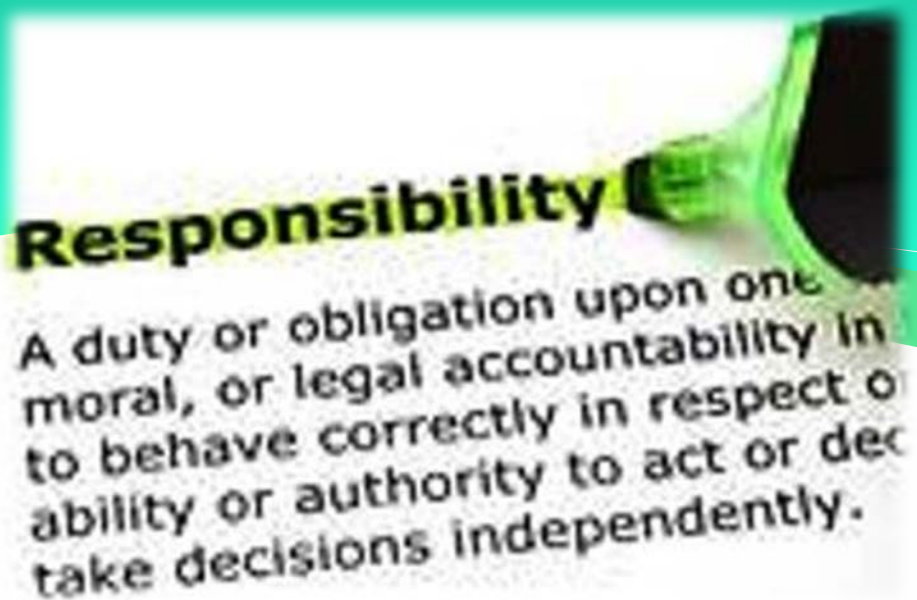 Responsibility
A duty or obligation upon one
moral, or legal accountability in
to behave correctly in respect o
ability or authority to act or dec
take decisions independently.